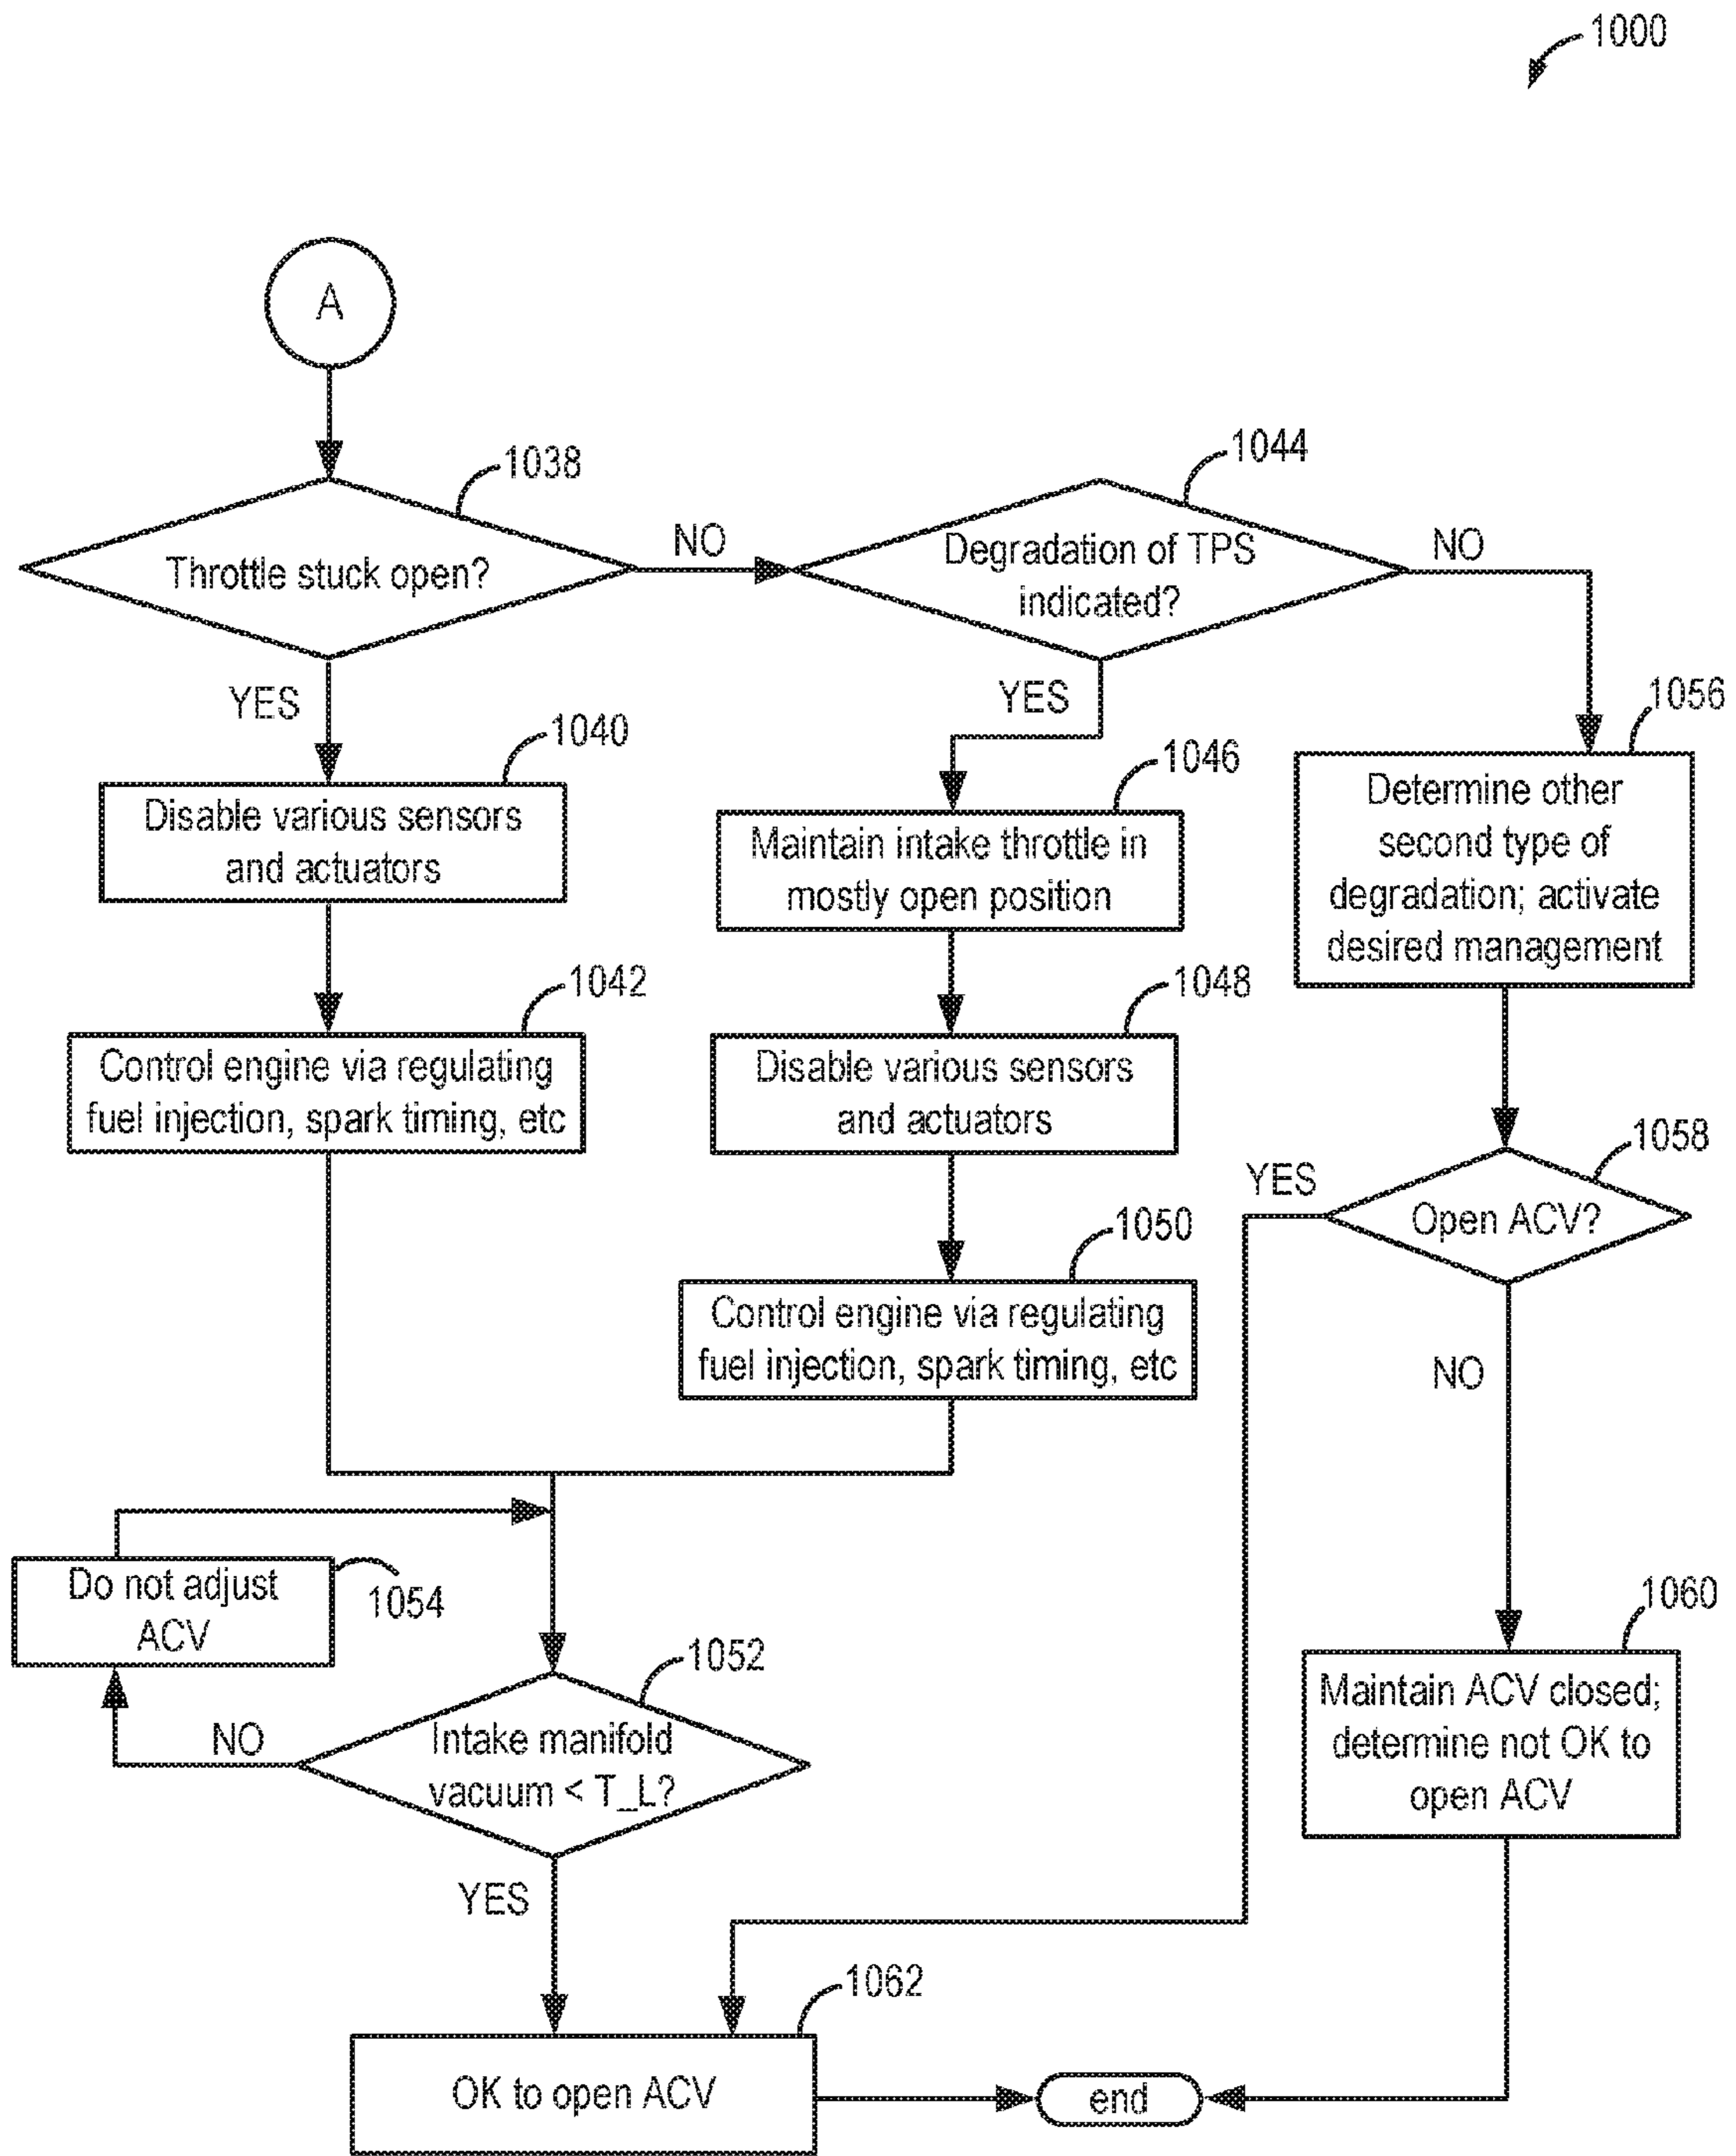 1000
A
1038
Throttle stuck open?
NO
YES
1044
Degradation of TPS
indicated?
NO
YES
1040
Disable various sensors
and actuators
1046
Maintain intake throttle in
mostly open position
1056
Determine other
second type of
degradation; activate
desired management
1042
Control engine via regulating
fuel injection, spark timing, etc
1048
Disable various sensors
and actuators
1058
Open ACV?
YES
NO
1050
Control engine via regulating
fuel injection, spark timing, etc
Do not adjust
ACV
1054
1052
Intake manifold
vacuum < T_L?
NO
YES
1060
Maintain ACV closed;
determine not OK to
open ACV
1062
OK to open ACV
end